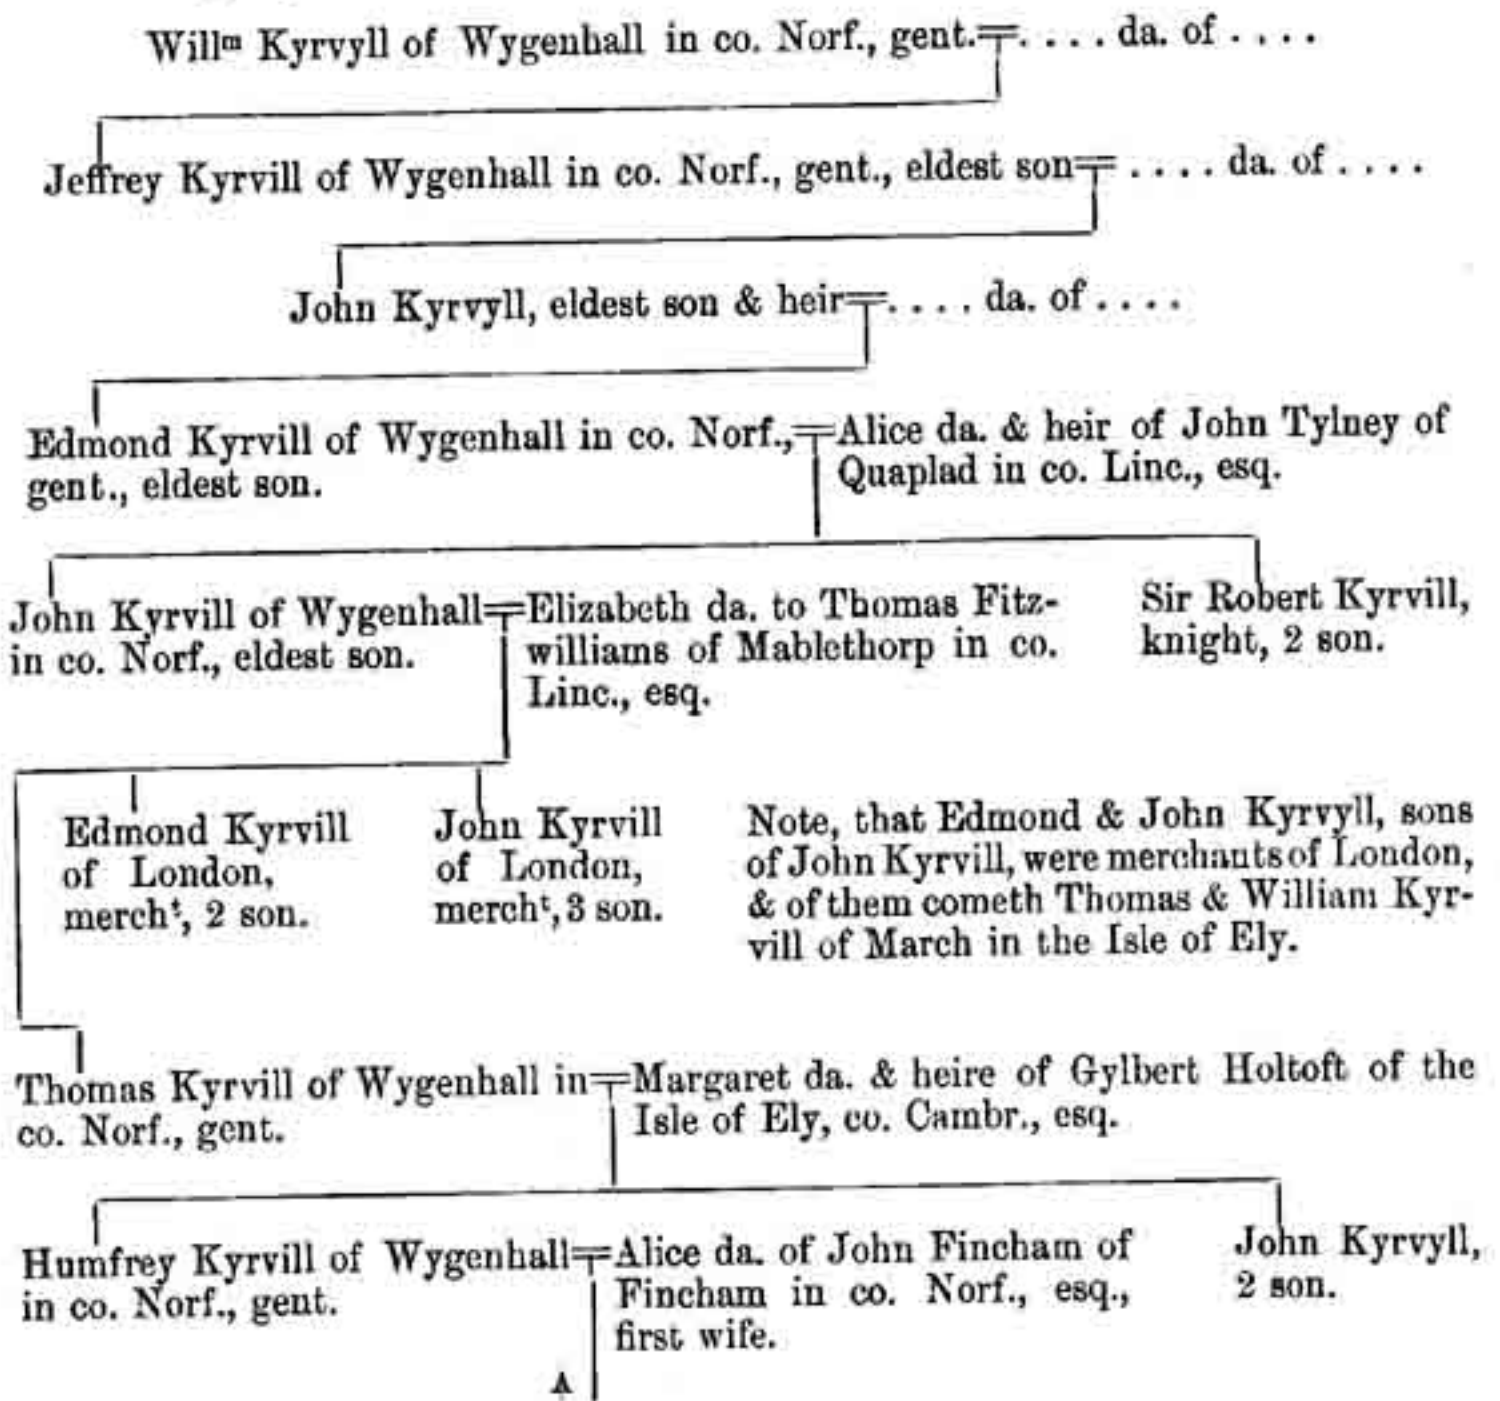 Willᵐ Kyrvyll of Wygenhall in co. Norf., gent.=. . . . da. of . . . .
Jeffrey Kyrvill of Wygenhall in co. Norf., gent., eldest son= . . . . da. of . . . .
John Kyrvyll, eldest son & heir=. . . . da. of . . . .
Edmond Kyrvill of Wygenhall in co. Norf.,=
gent., eldest son.
Alice da. & heir of John Tylney of
Quaplad in co. Linc., esq.
John Kyrvill of Wygenhall=
in co. Norf., eldest son.
Elizabeth da. to Thomas Fitz-
williams of Mablethorp in co.
Linc., esq.
Sir Robert Kyrvill,
knight, 2 son.
Edmond Kyrvill
of London,
merchᵗ, 2 son.
John Kyrvill
of London,
merchᵗ, 3 son.
Note, that Edmond & John Kyrvyll, sons
of John Kyrvill, were merchants of London,
& of them cometh Thomas & William Kyr-
vill of March in the Isle of Ely.
Thomas Kyrvill of Wygenhall in=
co. Norf., gent.
Margaret da. & heire of Gylbert Holtoft of the
Isle of Ely, co. Cambr., esq.
Humfrey Kyrvill of Wygenhall=
in co. Norf., gent.
Alice da. of John Fincham of
Fincham in co. Norf., esq.,
first wife.
John Kyrvyll,
2 son.
A